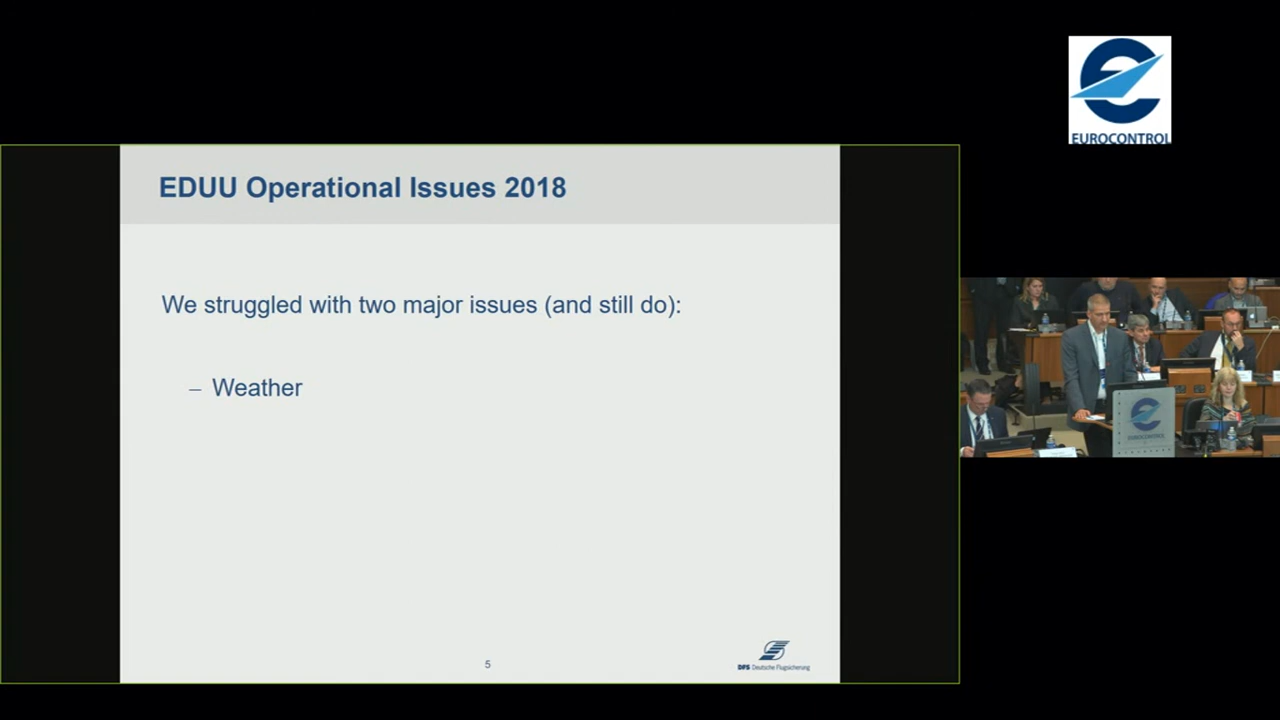 EUROCONTROL
EDUU Operational Issues 2018
We struggled with two major issues (and still do):
– Weather
5
DFS Deutsche Flugsicherung
EUROCONTROL